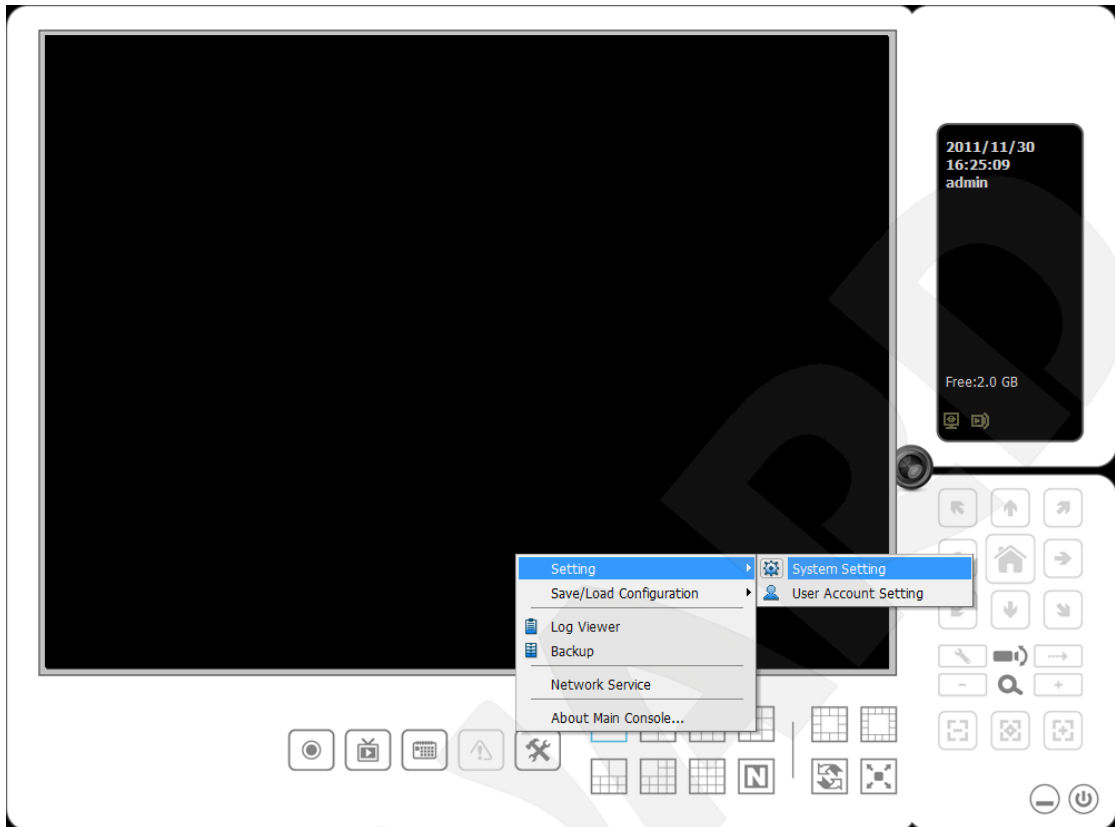 2011/11/30
16:25:09
admin
Free:2.0 GB
Setting
System Setting
Save/Load Configuration
User Account Setting
Log Viewer
Backup
Network Service
About Main Console...
N